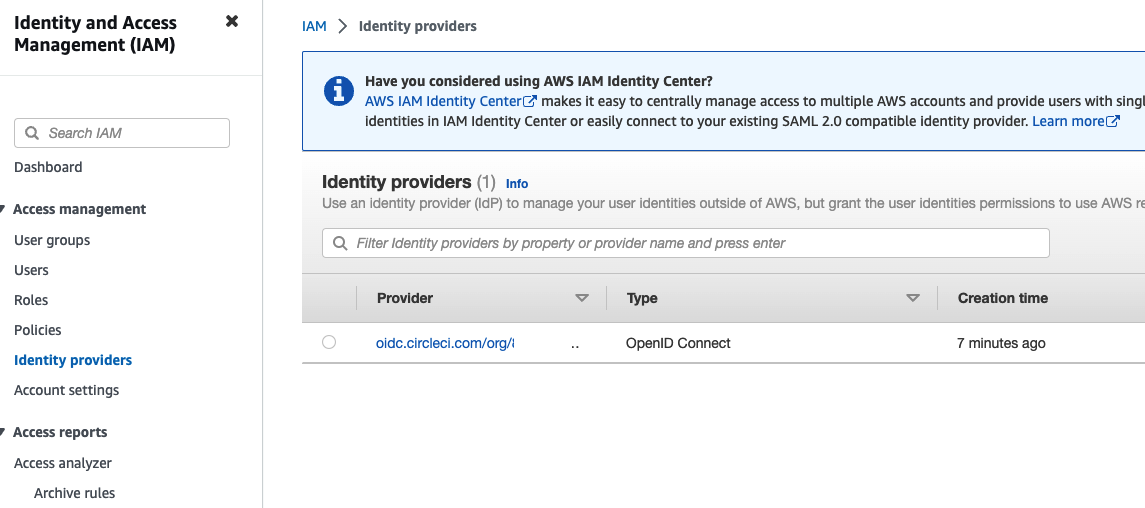 Identity and Access
Management (IAM)
Search IAM
Dashboard
Access management
User groups
Users
Roles
Policies
Identity providers
Account settings
Access reports
Access analyzer
Archive rules
IAM > Identity providers
Have you considered using AWS IAM Identity Center?
AWS IAM Identity Center makes it easy to centrally manage access to multiple AWS accounts and provide users with singl
identities in IAM Identity Center or easily connect to your existing SAML 2.0 compatible identity provider. Learn more
Identity providers (1) Info
Use an identity provider (IdP) to manage your user identities outside of AWS, but grant the user identities permissions to use AWS re
Filter Identity providers by property or provider name and press enter
Provider Type Creation time
oidc.circleci.com/org/ .. OpenID Connect 7 minutes ago